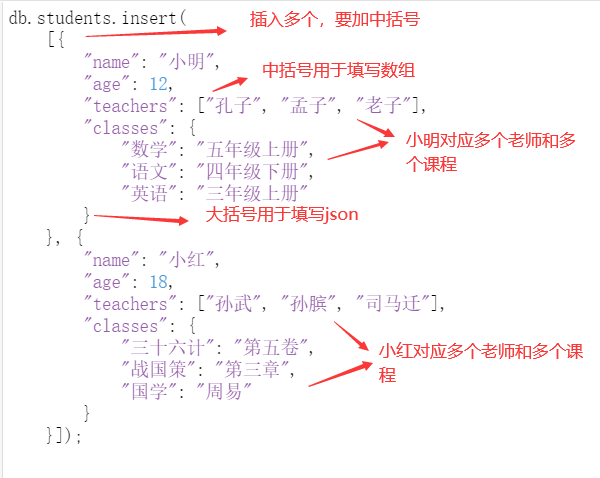 db.students.insert(
插入多个，要加中括号
[{
"name": "小明",
"age": 12,
中括号用于填写数组
"teachers": ["孔子", "孟子", "老子"],
"classes": {
"数学": "五年级上册",
小明对应多个老师和多
"语文": "四年级下册",
个课程
"英语": "三年级上册"
}
大括号用于填写json
}, {
"name": "小红",
"age": 18,
"teachers": ["孙武", "孙膑", "司马迁"],
"classes": {
"三十六计": "第五卷",
小红对应多个老师和多个课
"战国策": "第三章",
程
"国学": "周易"
}
}]);